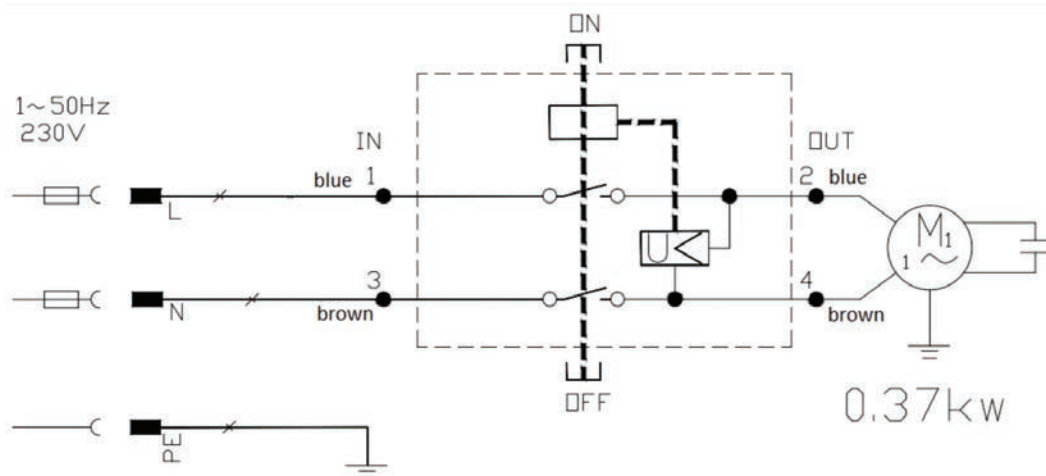 ON
1~50Hz
230V
IN
OUT
blue 1
2 blue
L
U<
M1
1 ~
3
4
N
brown
brown
OFF
0.37kw
PE